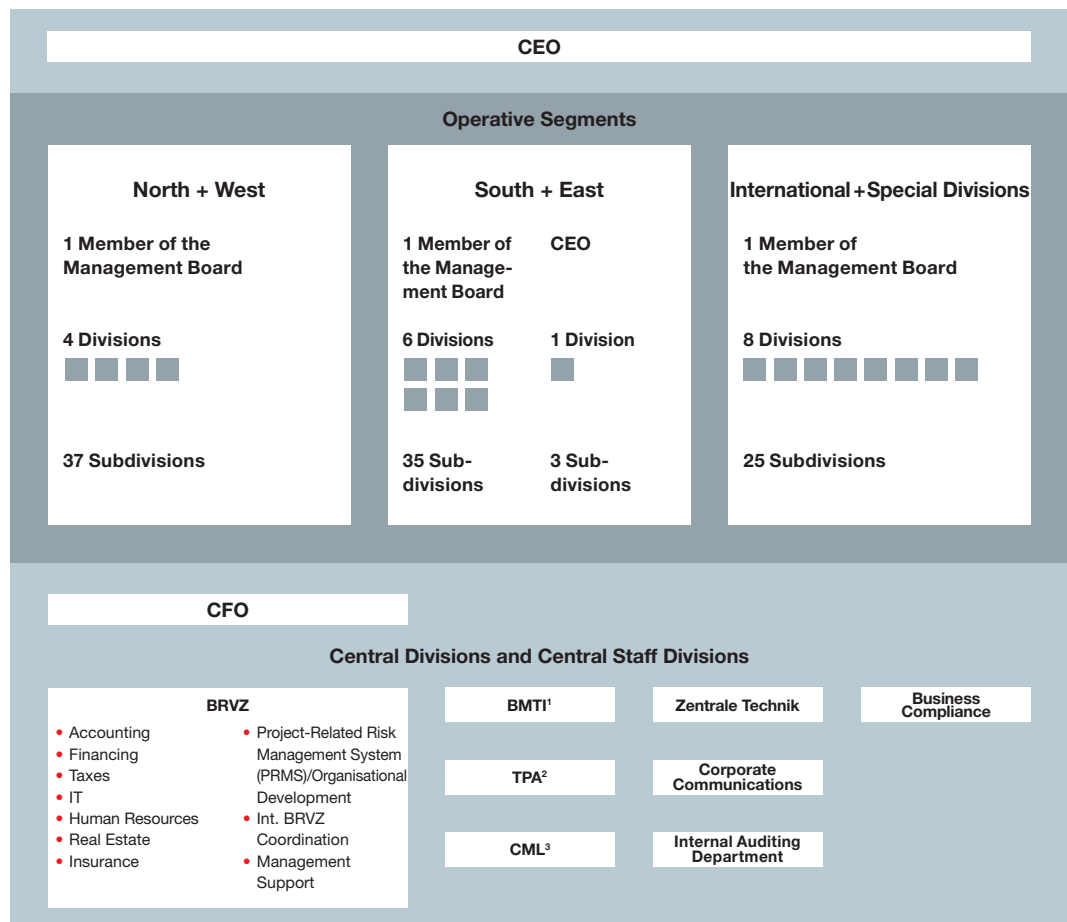 CEO
Operative Segments
North + West
1 Member of the
Management Board
4 Divisions
37 Subdivisions
South + East
1 Member of
the Manage-
ment Board
6 Divisions
35 Sub-
divisions
CEO
1 Division
3 Sub-
divisions
International + Special Divisions
1 Member of
the Management Board
8 Divisions
25 Subdivisions
CFO
Central Divisions and Central Staff Divisions
BRVZ
• Accounting
• Financing
• Taxes
• IT
• Human Resources
• Real Estate
• Insurance
• Project-Related Risk
Management System
(PRMS)/Organisational
Development
• Int. BRVZ
Coordination
• Management
Support
BMTI¹
TPA²
CML³
Zentrale Technik
Corporate
Communications
Internal Auditing
Department
Business
Compliance